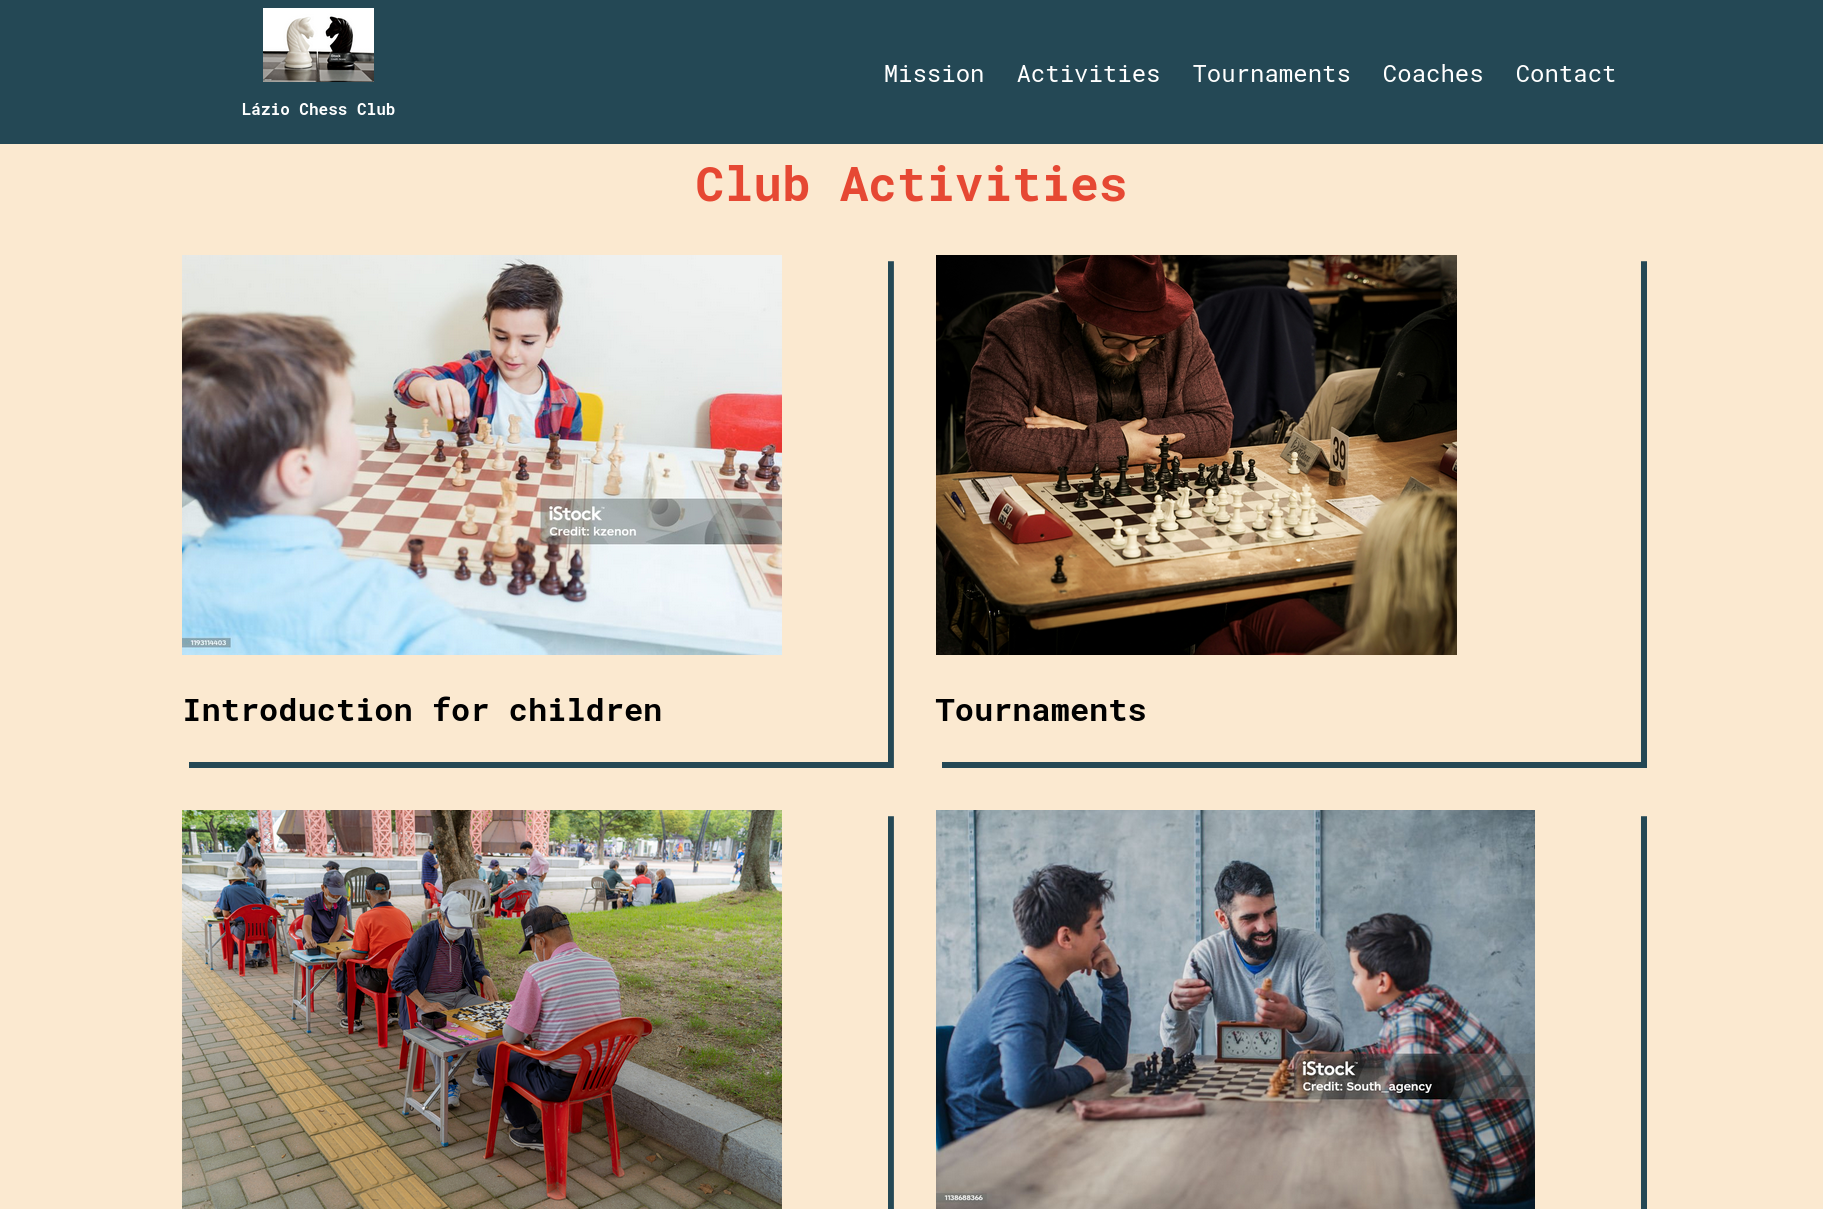 Lázio Chess Club
Mission
Activities
Tournaments
Coaches
Contact
Club Activities
iStock
Credit: kzenon
1193114403
39
Introduction for children
Tournaments
iStock
Credit: South_agency
1138688366